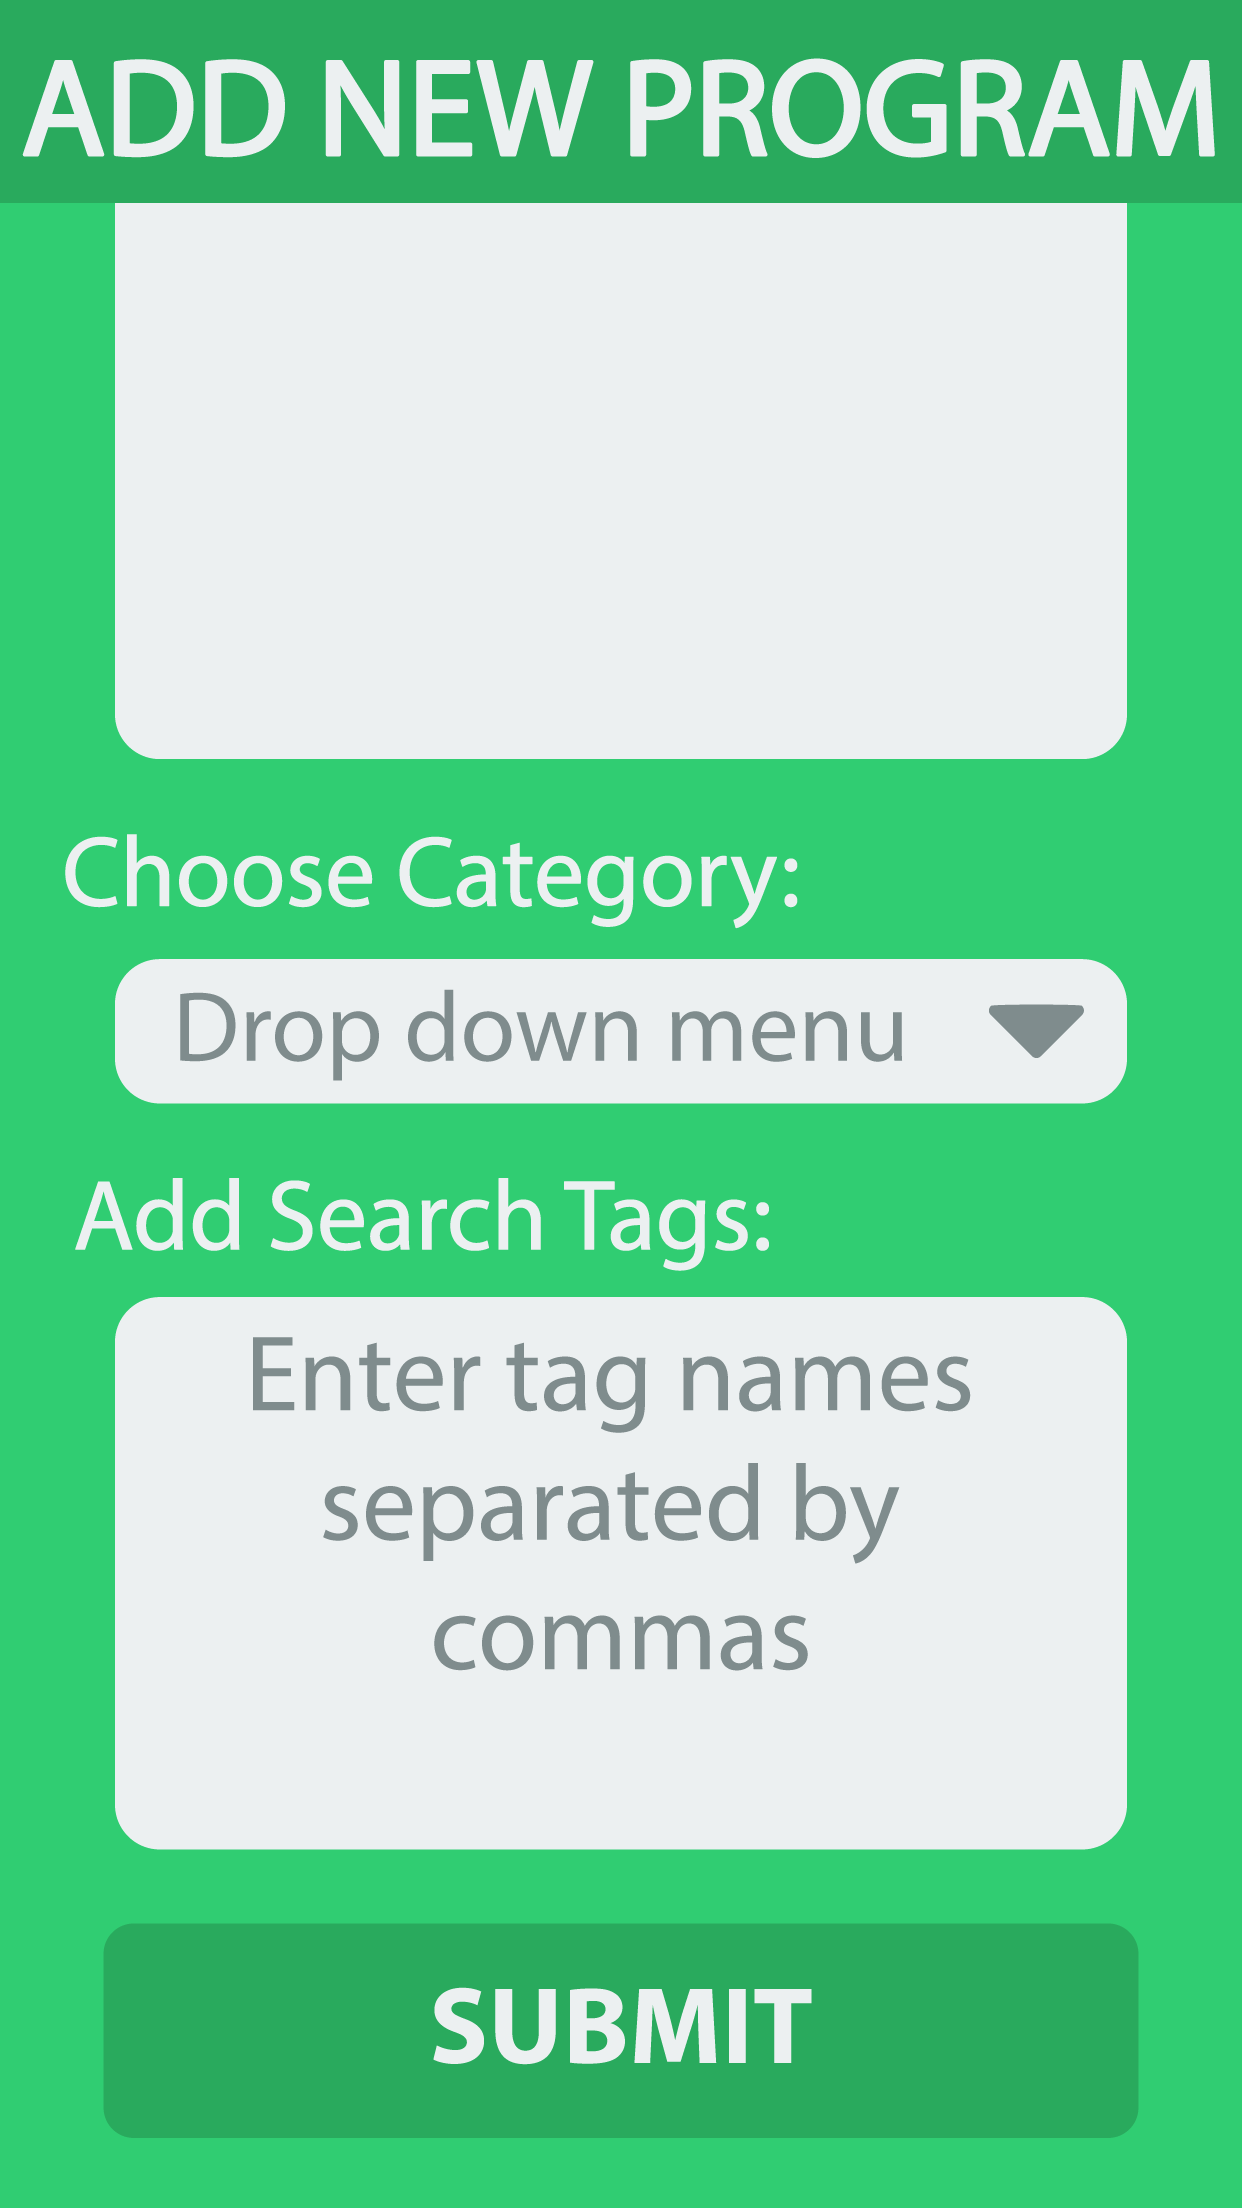 ADD NEW PROGRAM
Choose Category:
Drop down menu
Add Search Tags:
Enter tag names
separated by
commas
SUBMIT